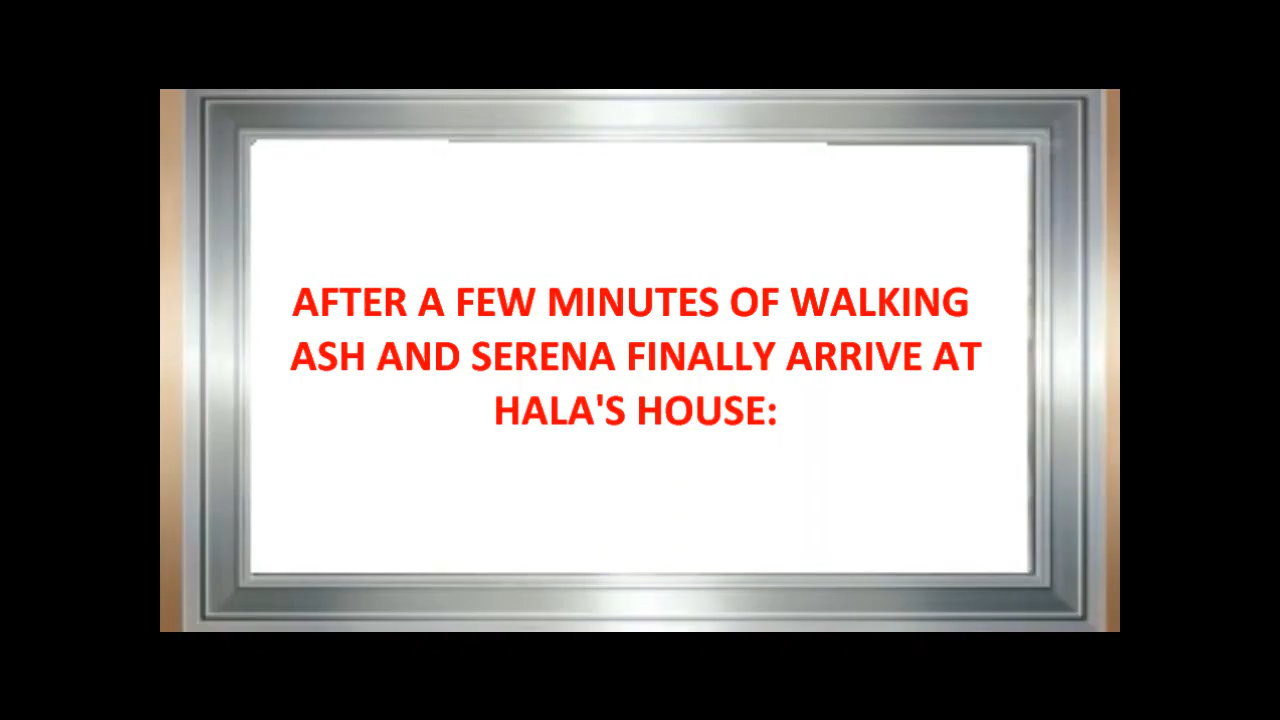 AFTER A FEW MINUTES OF WALKING
ASH AND SERENA FINALLY ARRIVE AT
HALA'S HOUSE: